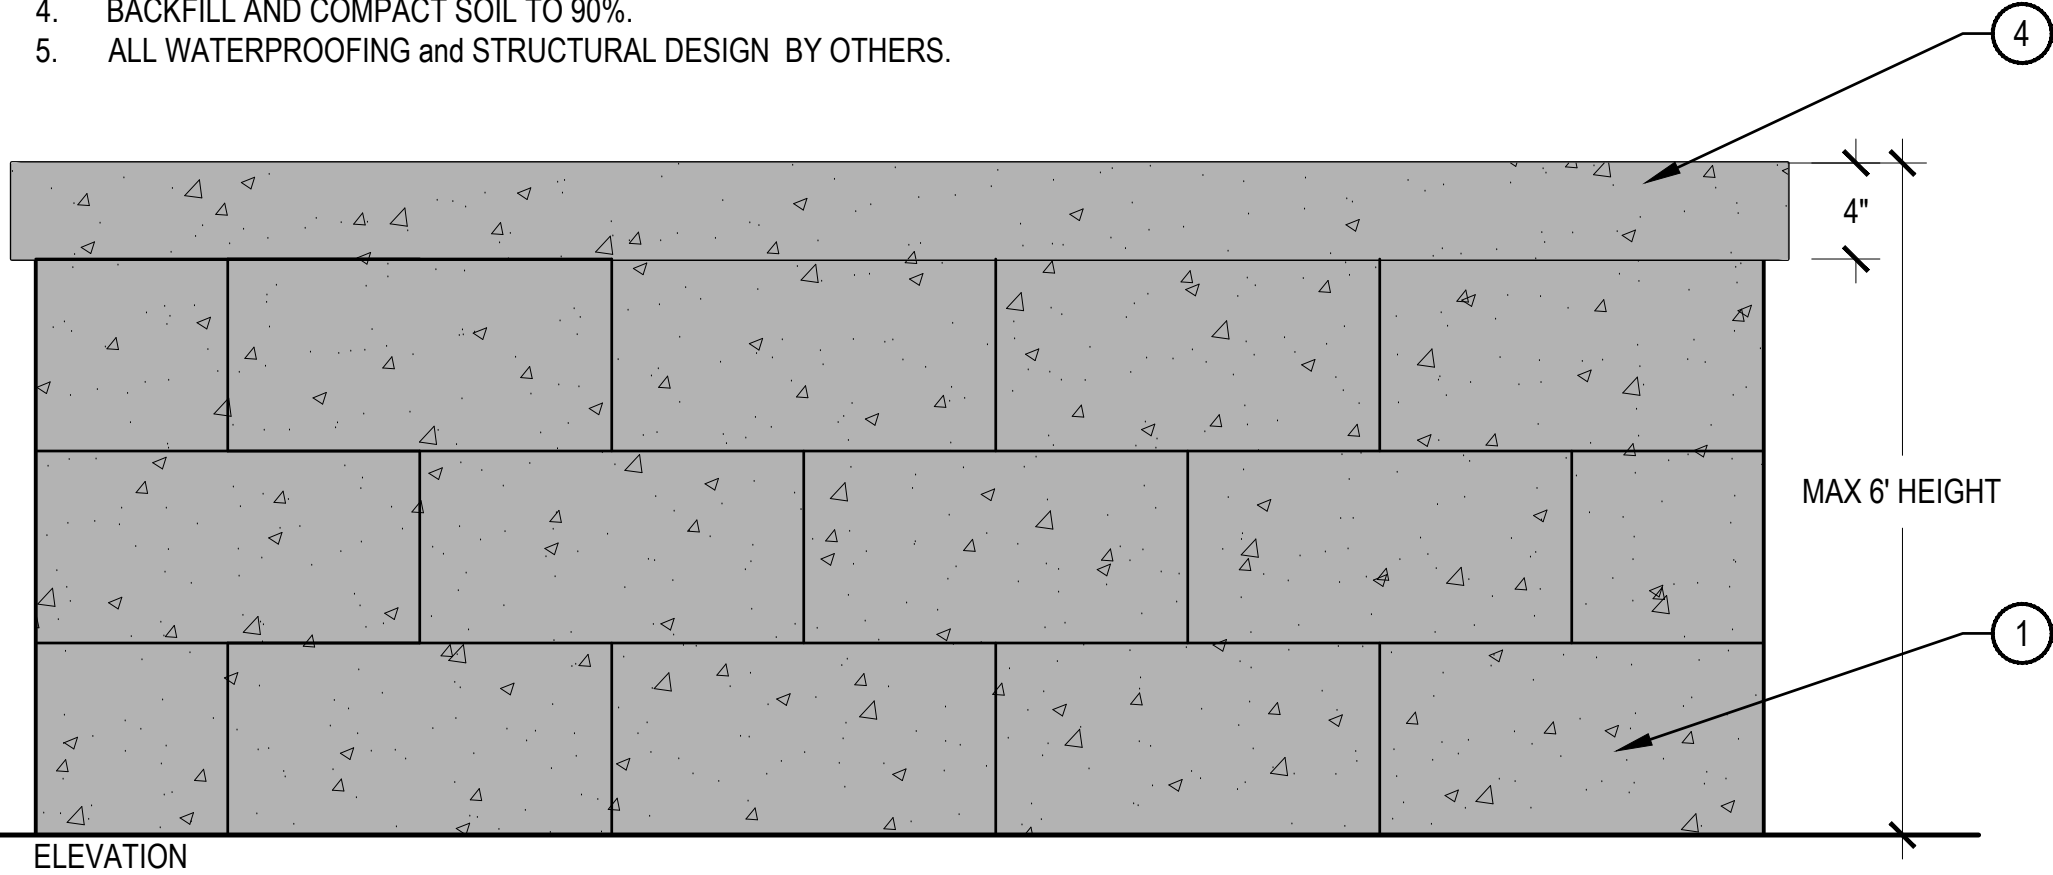 4. BACKFILL AND COMPACT SOIL TO 90%.
5. ALL WATERPROOFING and STRUCTURAL DESIGN BY OTHERS.
4
4"
MAX 6' HEIGHT
1
ELEVATION